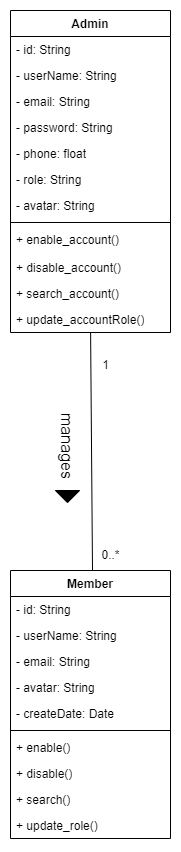 Admin
- id: String
- userName: String
- email: String
- password: String
- phone: float
- role: String
- avatar: String
+ enable_account()
+ disable_account()
+ search_account()
+ update_accountRole()
1
manages
0..*
Member
- id: String
- userName: String
- email: String
- avatar: String
- createDate: Date
+ enable()
+ disable()
+ search()
+ update_role()